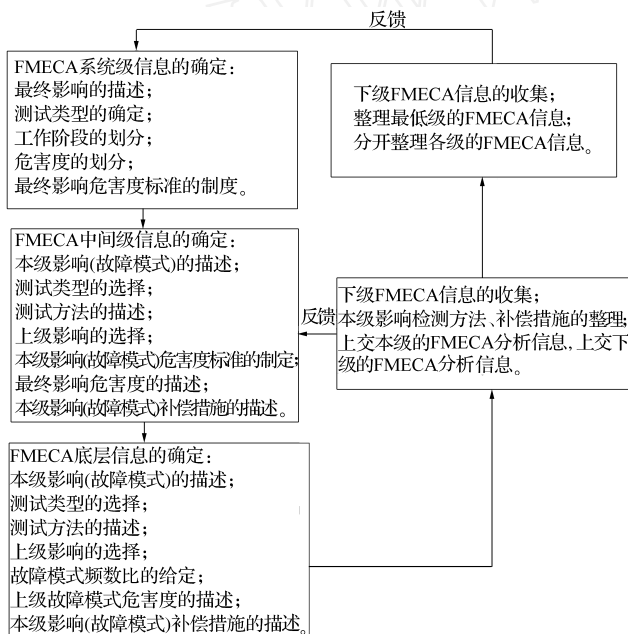 反馈
FMECA系统级信息的确定：
最终影响的描述；
测试类型的确定；
工作阶段的划分；
危害度的划分；
最终影响危害度标准的制度。
下级FMECA信息的收集；
整理最低级的FMECA信息；
分开整理各级的FMECA信息。
FMECA中间级信息的确定：
本级影响(故障模式)的描述；
测试类型的选择；
测试方法的描述；
上级影响的选择；
本级影响(故障模式)危害度标准的制定；
最终影响危害度的描述；
本级影响(故障模式)补偿措施的描述。
反馈
下级FMECA信息的收集；
本级影响检测方法、补偿措施的整理；
上交本级的FMECA分析信息，上交下
级的FMECA分析信息。
FMECA底层信息的确定：
本级影响(故障模式)的描述；
测试类型的选择；
测试方法的描述；
上级影响的选择；
故障模式频数比的给定；
上级故障模式危害度的描述；
本级影响(故障模式)补偿措施的描述。